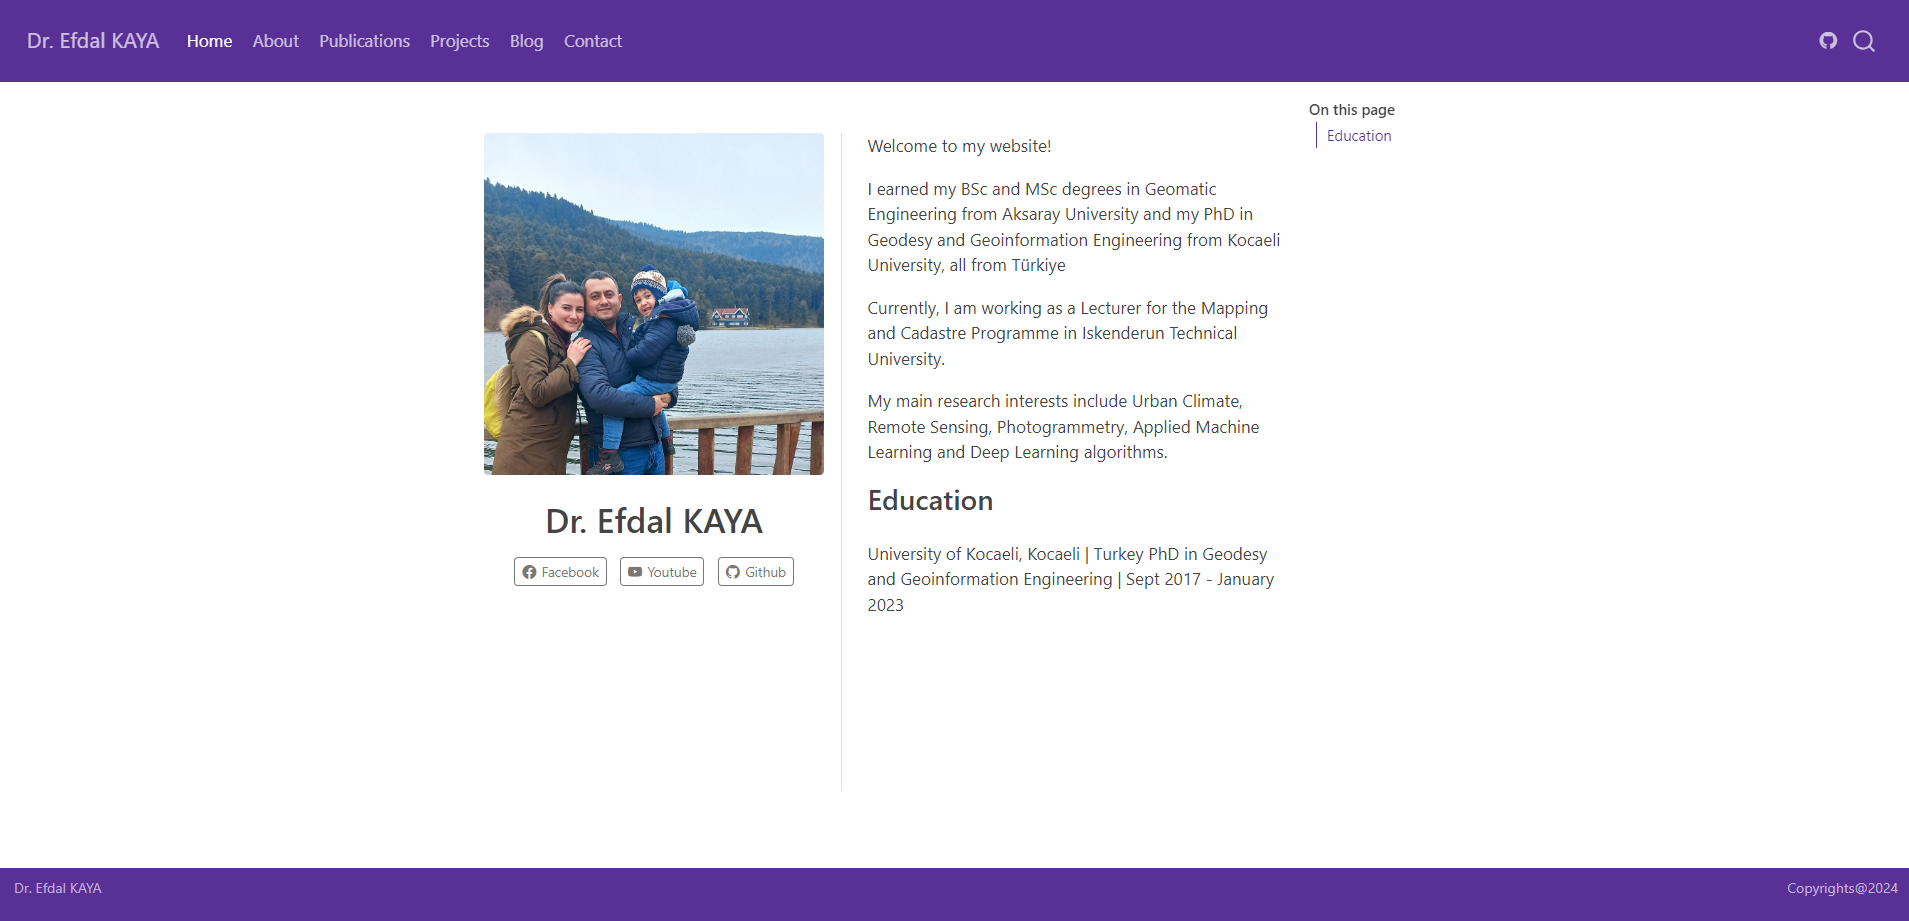 Dr. Efdal KAYA Home About Publications Projects Blog Contact
On this page
Education
Dr. Efdal KAYA
Facebook Youtube Github
Welcome to my website!
I earned my BSc and MSc degrees in Geomatic
Engineering from Aksaray University and my PhD in
Geodesy and Geoinformation Engineering from Kocaeli
University, all from Türkiye
Currently, I am working as a Lecturer for the Mapping
and Cadastre Programme in Iskenderun Technical
University.
My main research interests include Urban Climate,
Remote Sensing, Photogrammetry, Applied Machine
Learning and Deep Learning algorithms.
Education
University of Kocaeli, Kocaeli | Turkey PhD in Geodesy
and Geoinformation Engineering | Sept 2017 - January
2023
Dr. Efdal KAYA
Copyrights@2024